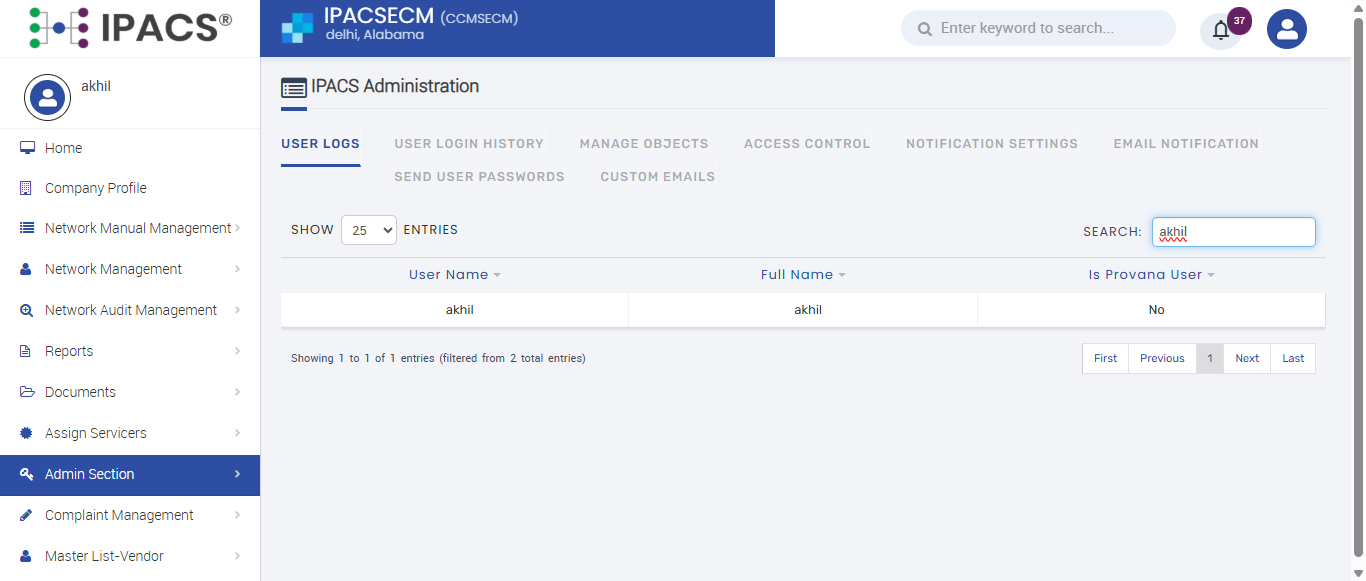 IPACS®
IPACSECM (CCMSECM)
delhi, Alabama
Enter keyword to search...
37
akhil
Home
Company Profile
Network Manual Management
Network Management
Network Audit Management
Reports
Documents
Assign Servicers
Admin Section
Complaint Management
Master List-Vendor
IPACS Administration
USER LOGS USER LOGIN HISTORY MANAGE OBJECTS ACCESS CONTROL NOTIFICATION SETTINGS EMAIL NOTIFICATION
SEND USER PASSWORDS CUSTOM EMAILS
SHOW 25 ENTRIES SEARCH: akhil
User Name Full Name Is Provana User
akhil akhil No
Showing 1 to 1 of 1 entries (filtered from 2 total entries) First Previous 1 Next Last